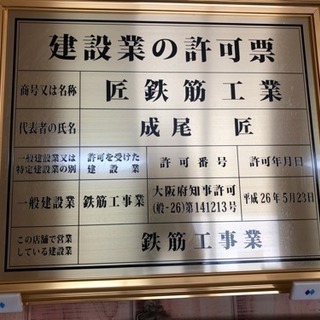 建設業の許可票
商号又は名称 匠鉄筋工業
代表者の氏名 成尾 匠
一般建設業又は特定建設業の別 許可を受けた建設業 許可番号 許可年月日
一般建設業 鉄筋工事業 大阪府知事許可(般-26)第141213号 平成26年5月23日
この店舗で営業している建設業 鉄筋工事業